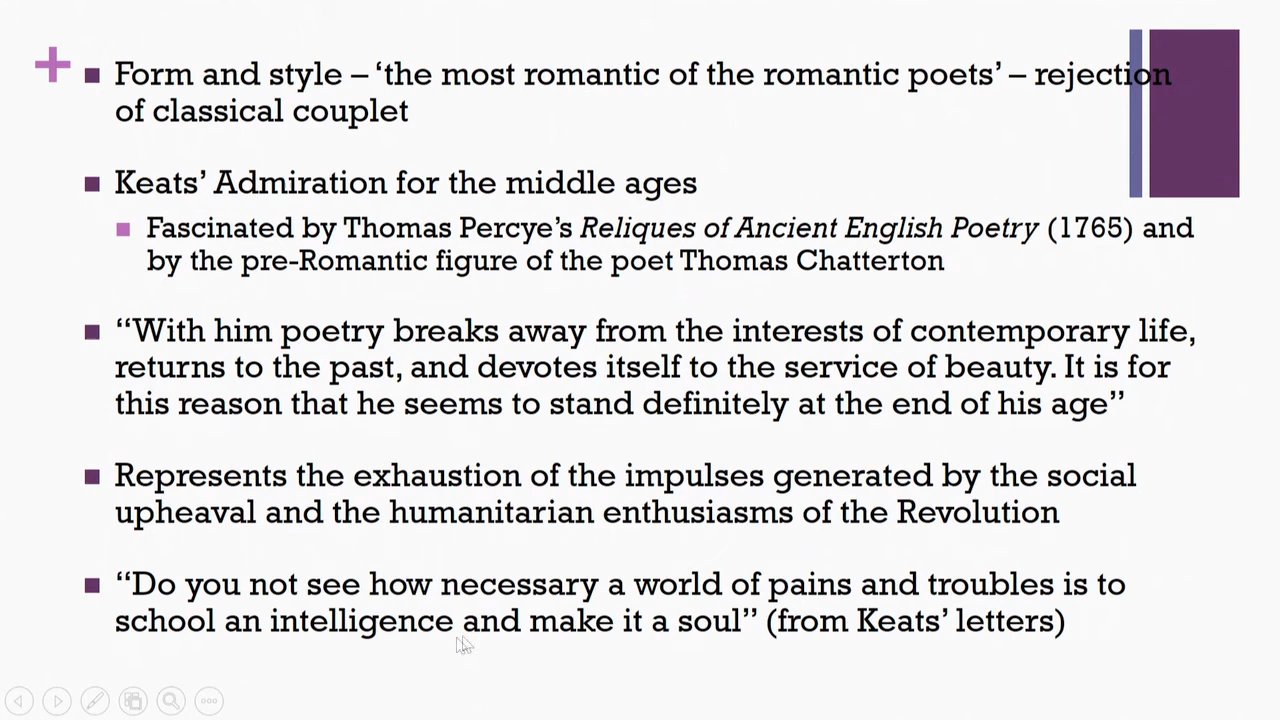 Form and style – ‘the most romantic of the romantic poets’ – rejection
of classical couplet
Keats’ Admiration for the middle ages
Fascinated by Thomas Percye’s Reliques of Ancient English Poetry (1765) and
by the pre-Romantic figure of the poet Thomas Chatterton
“With him poetry breaks away from the interests of contemporary life,
returns to the past, and devotes itself to the service of beauty. It is for
this reason that he seems to stand definitely at the end of his age”
Represents the exhaustion of the impulses generated by the social
upheaval and the humanitarian enthusiasms of the Revolution
“Do you not see how necessary a world of pains and troubles is to
school an intelligence and make it a soul” (from Keats’ letters)